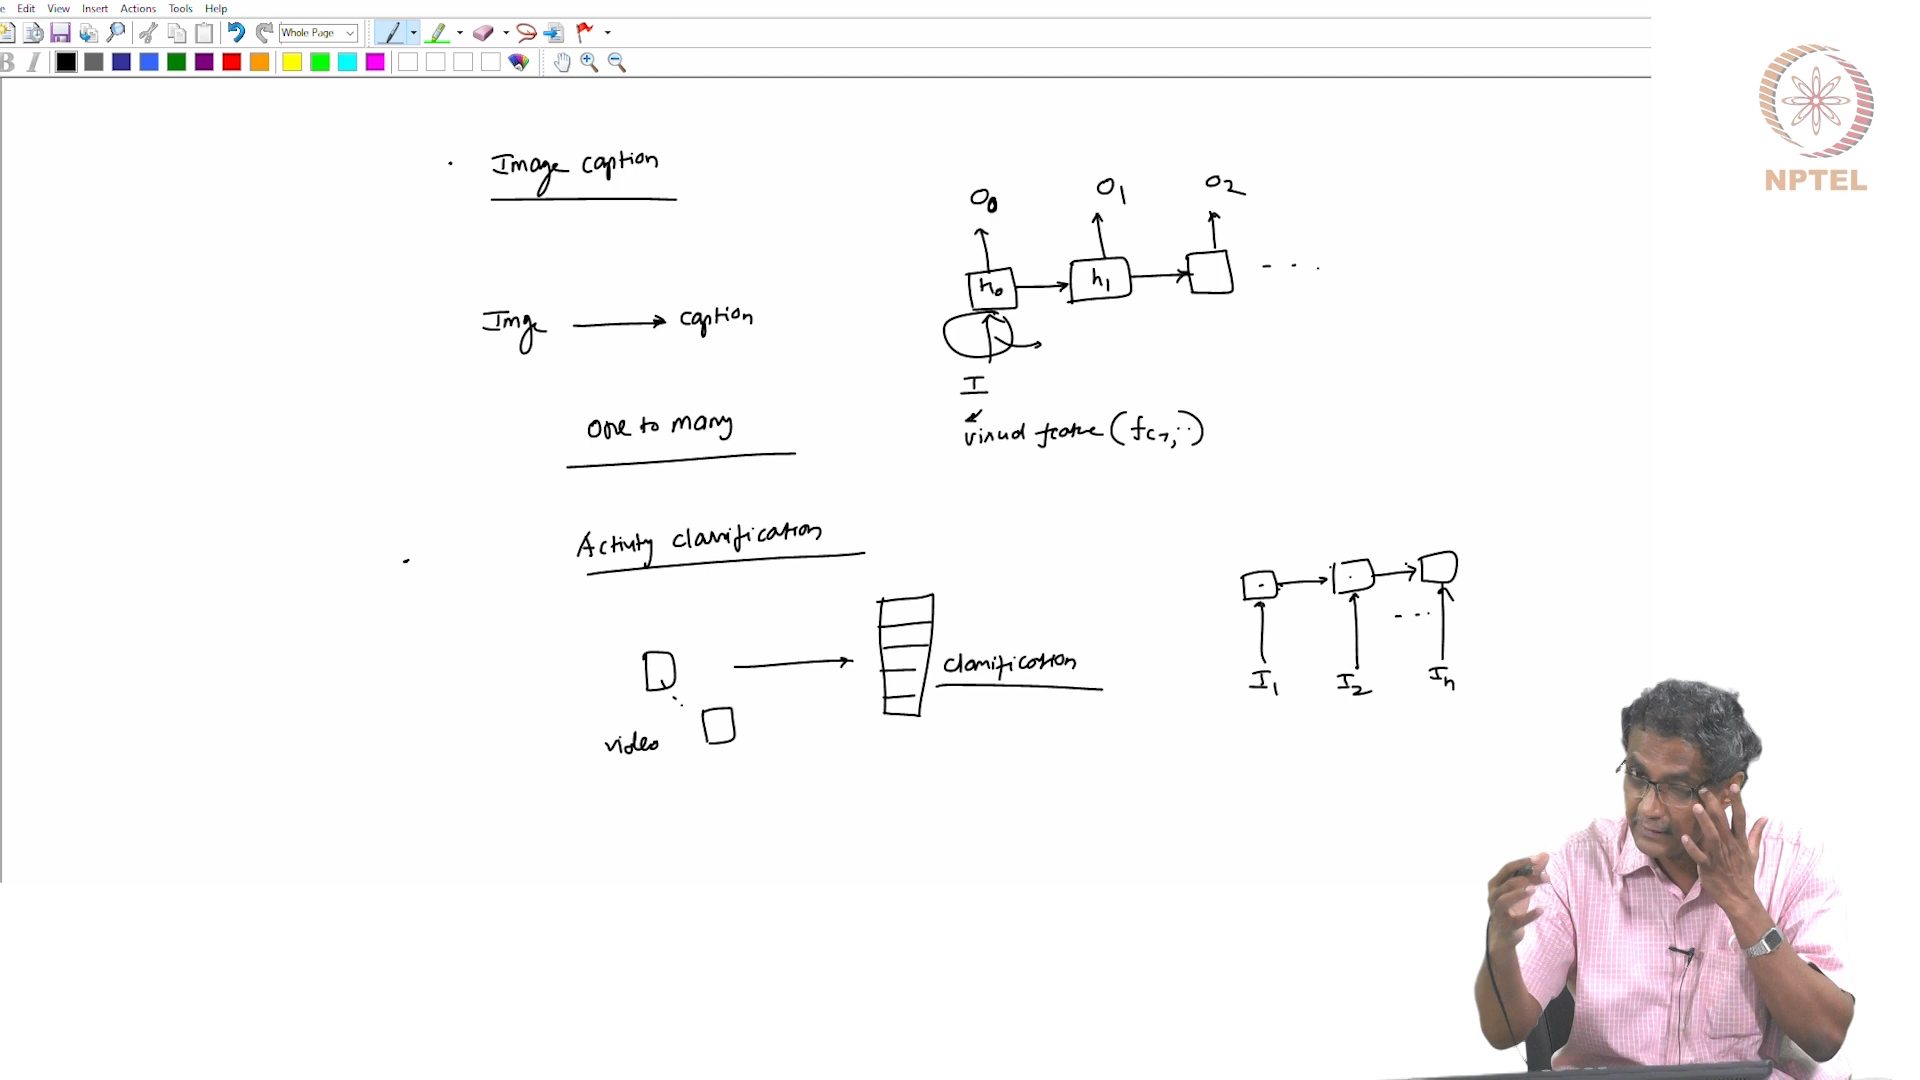 Edit View Insert Actions Tools Help
Whole Page
B I
NPTEL
Image caption
O0 O1 O2
h0 h1
Imge → caption
I
visual feature (fc7, ..)
one to many
Activity classification
classification
I1 I2 In
video